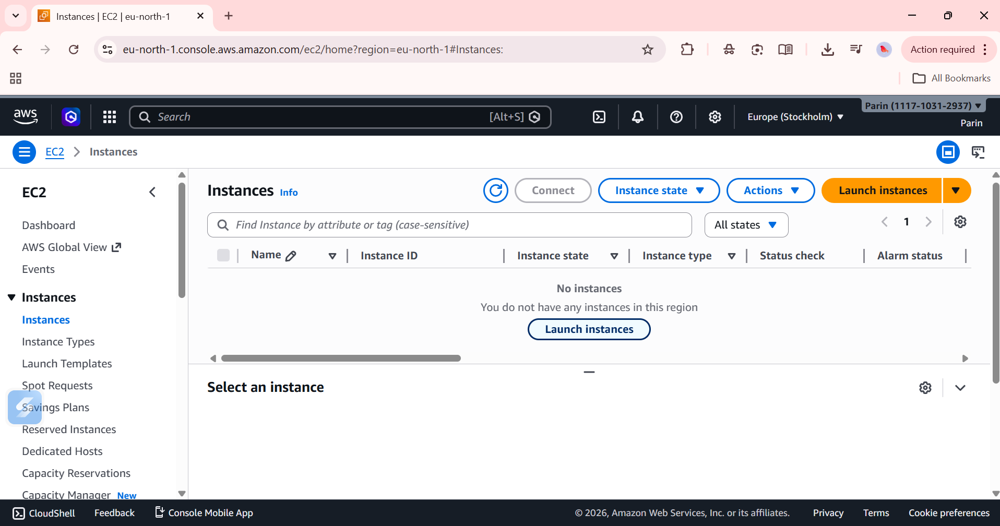 Instances | EC2 | eu-north-1
eu-north-1.console.aws.amazon.com/ec2/home?region=eu-north-1#Instances:
Action required
All Bookmarks
aws
Search
[Alt+S]
Europe (Stockholm)
Parin (1117-1031-2937)
Parin
EC2
Instances
EC2
Dashboard
AWS Global View
Events
Instances
Instances
Instance Types
Launch Templates
Spot Requests
Savings Plans
Reserved Instances
Dedicated Hosts
Capacity Reservations
Capacity Manager New
Instances Info
Connect
Instance state
Actions
Launch instances
Find Instance by attribute or tag (case-sensitive)
All states
1
Name
Instance ID
Instance state
Instance type
Status check
Alarm status
No instances
You do not have any instances in this region
Launch instances
Select an instance
CloudShell
Feedback
Console Mobile App
© 2026, Amazon Web Services, Inc. or its affiliates.
Privacy
Terms
Cookie preferences